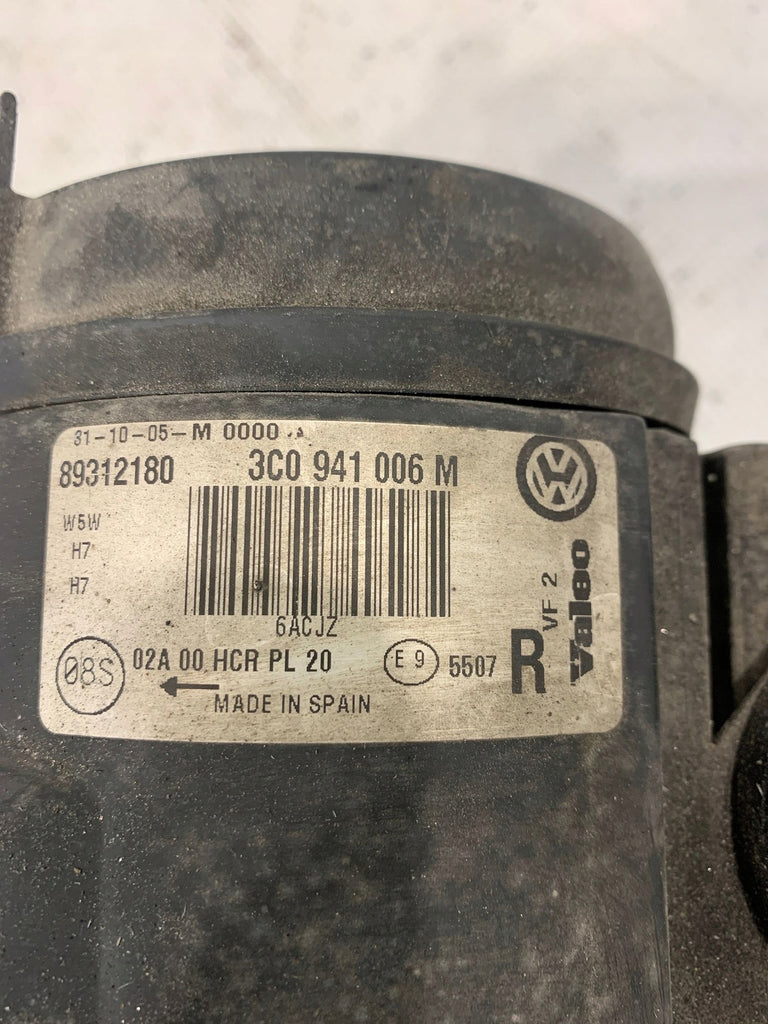 31-10-05-M 0000
89312180 3C0 941 006 M
W5W
H7
H7
6ACJZ
08S 02A 00 HCR PL 20 E 9 5507 R
MADE IN SPAIN
VF 2
Valeo